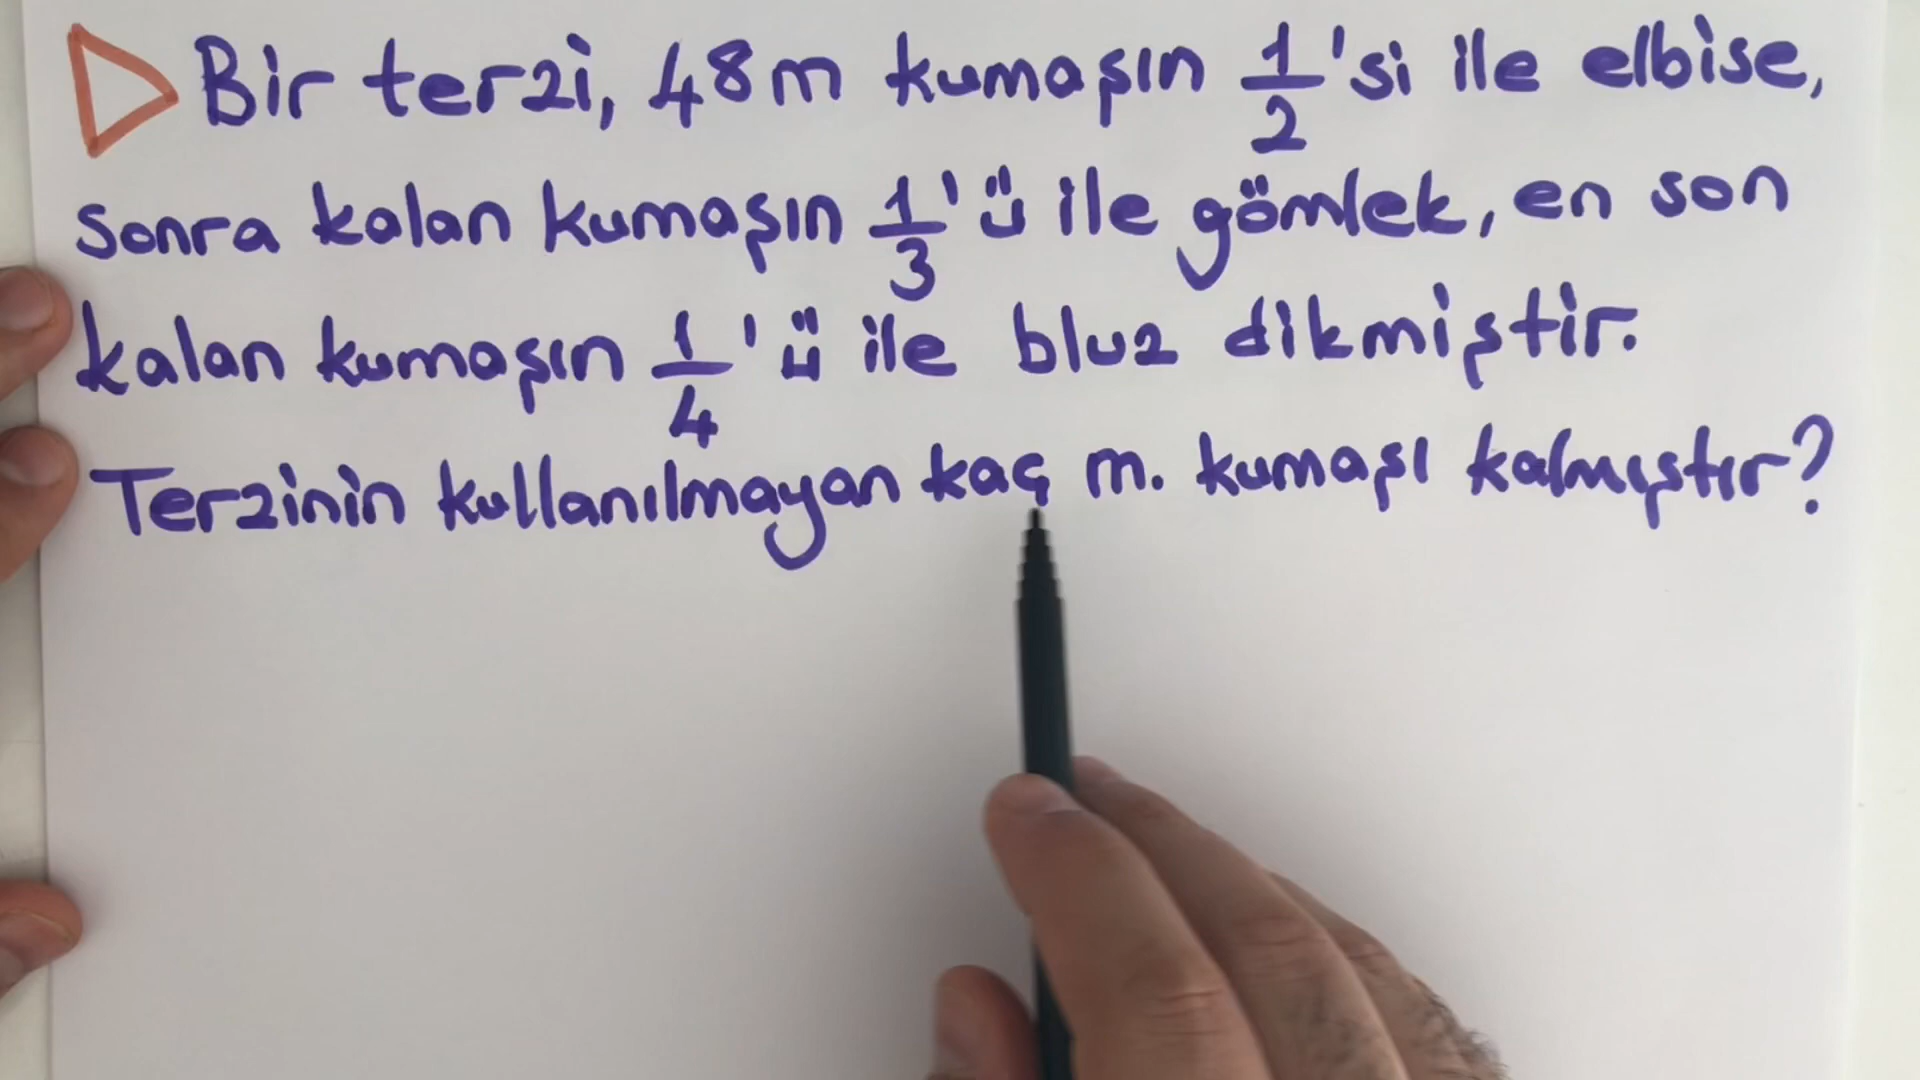 Bir terzi, 48m kumaşın 1/2'si ile elbise,
sonra kalan kumaşın 1/3'ü ile gömlek, en son
kalan kumaşın 1/4'ü ile bluz dikmiştir.
Terzinin kullanılmayan kaç m. kumaşı kalmıştır?